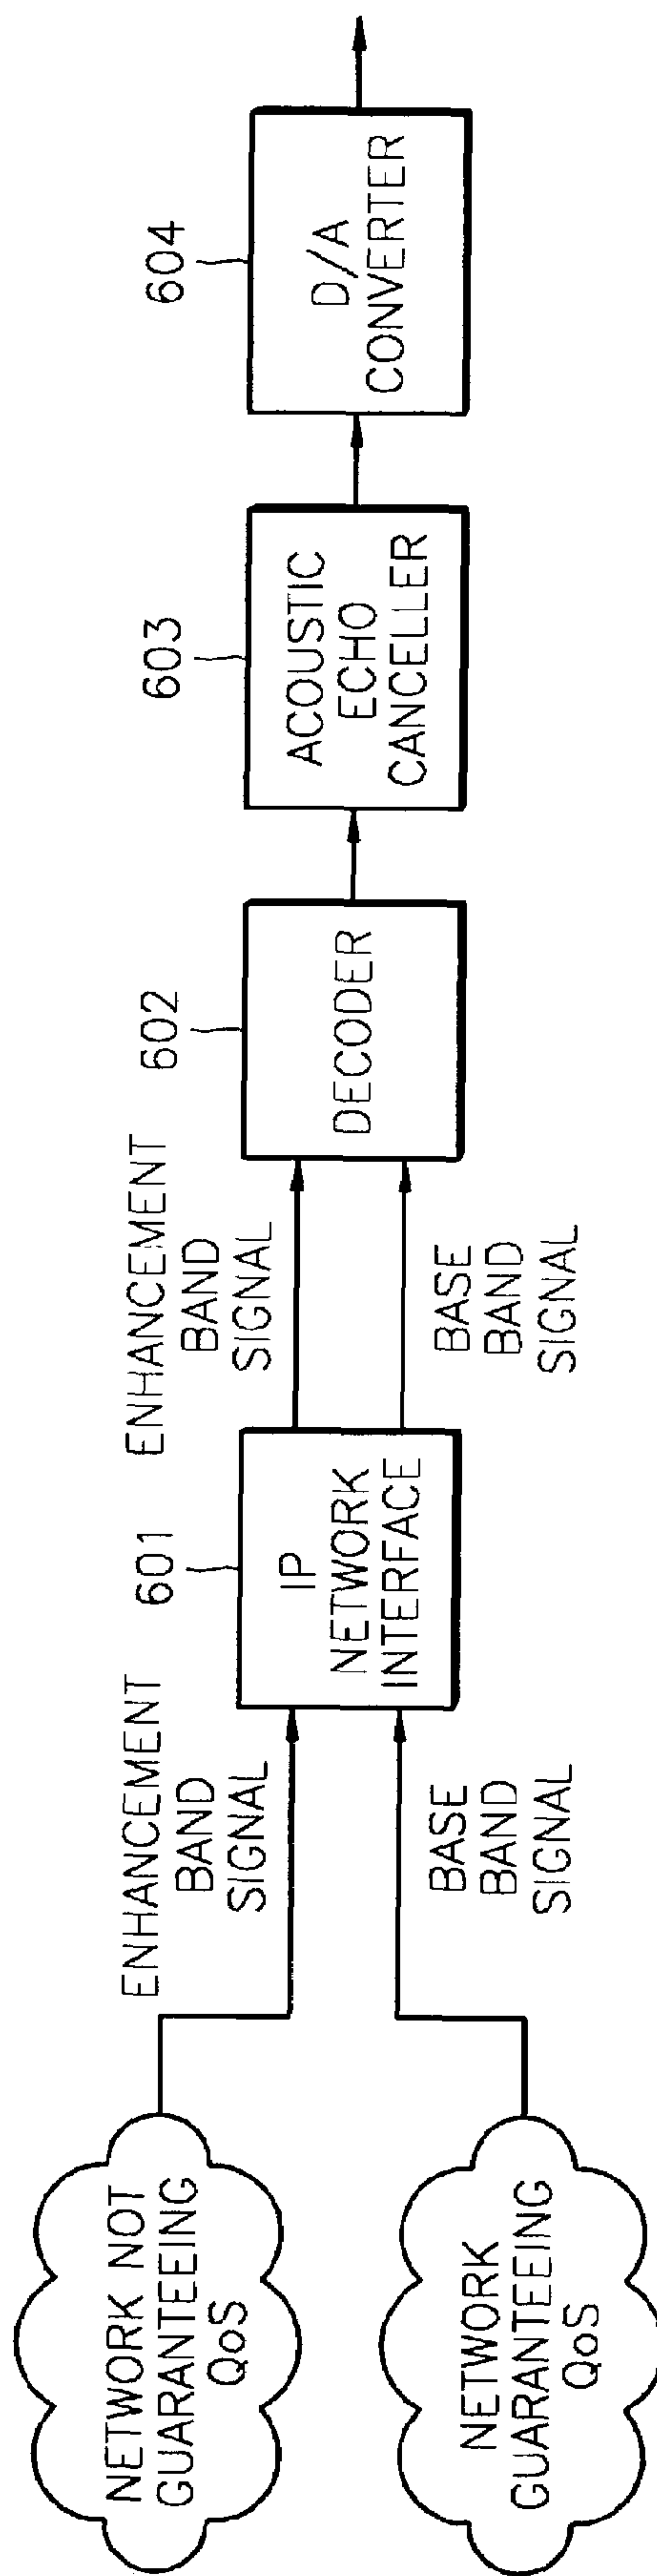 NETWORK NOT
GUARANTEEING
QoS
NETWORK
GUARANTEEING
QoS
ENHANCEMENT
BAND
SIGNAL
BASE
BAND
SIGNAL
601
IP
NETWORK
INTERFACE
ENHANCEMENT
BAND
SIGNAL
BASE
BAND
SIGNAL
602
DECODER
603
ACOUSTIC
ECHO
CANCELLER
604
D/A
CONVERTER